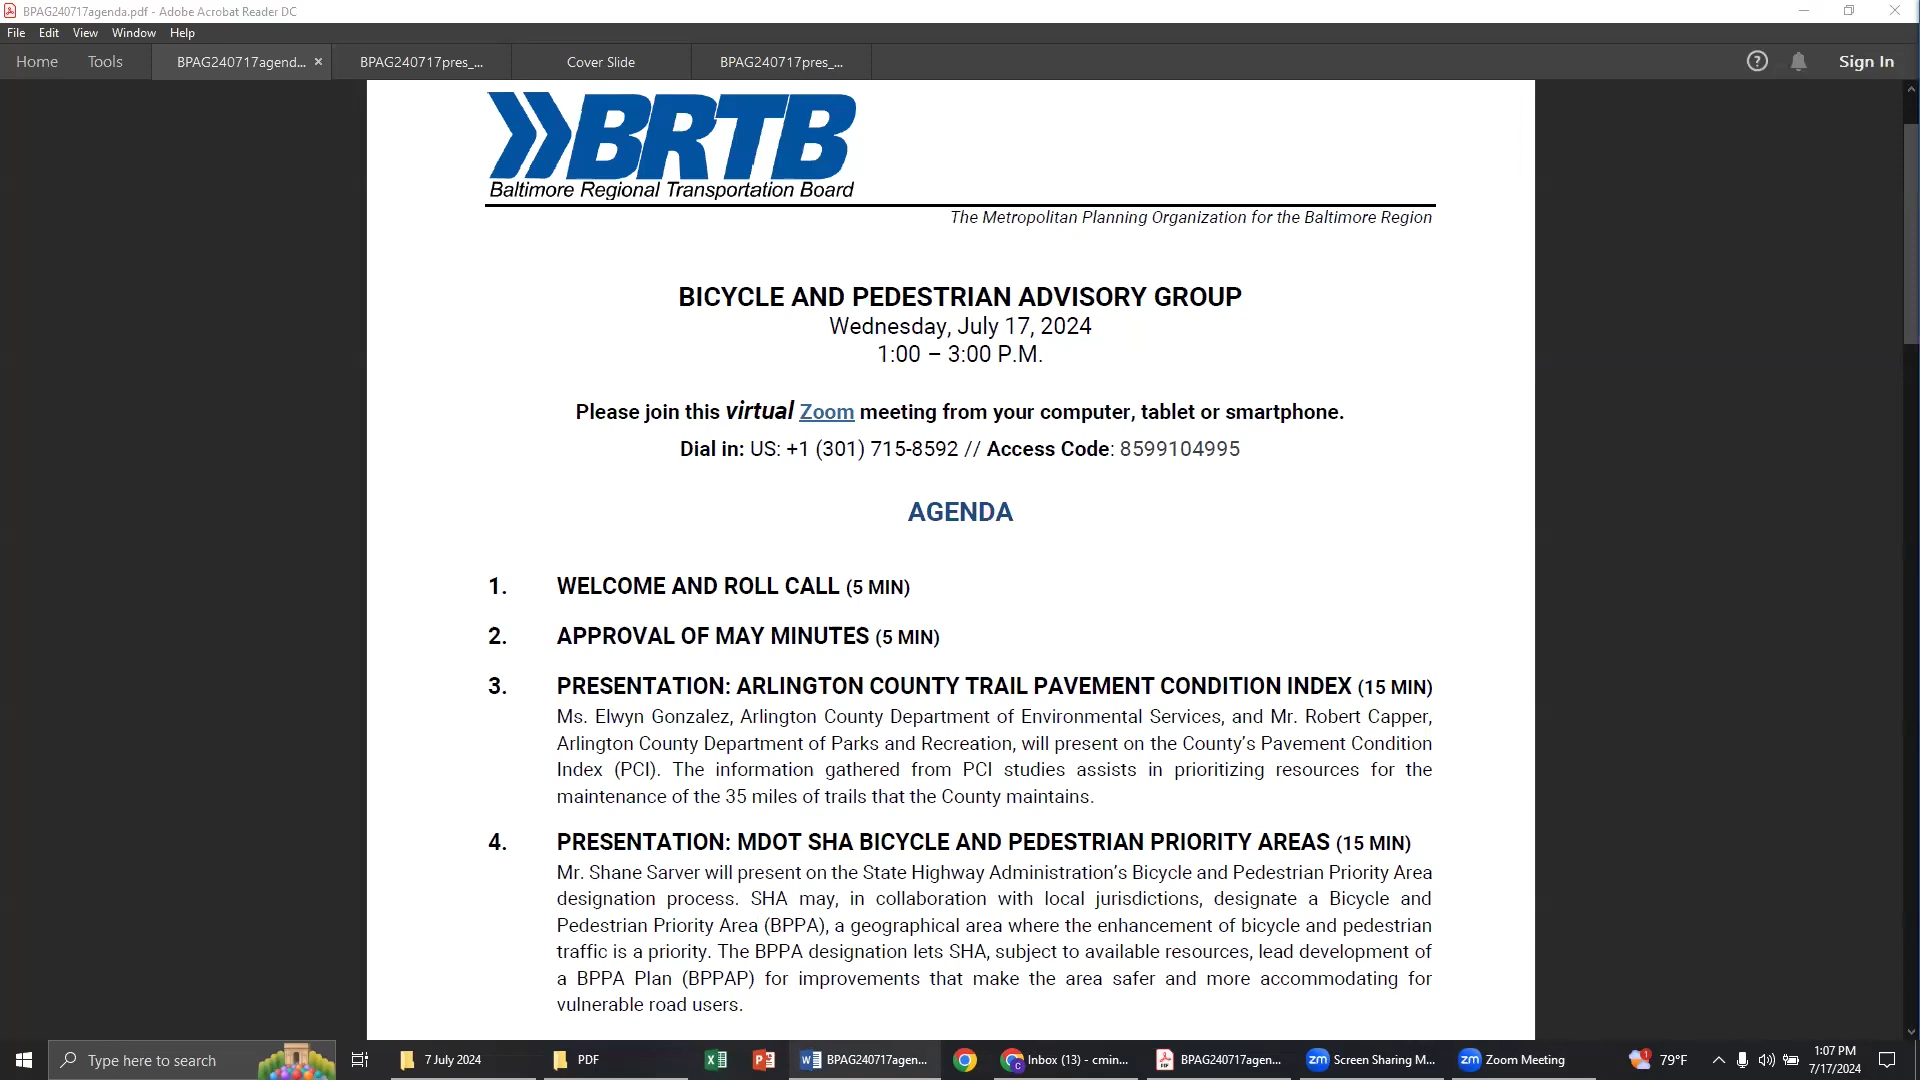 BPAG240717agenda.pdf - Adobe Acrobat Reader DC
File Edit View Window Help
Home Tools BPAG240717agend... × BPAG240717pres_... Cover Slide BPAG240717pres_... Sign In
BRTB
Baltimore Regional Transportation Board
The Metropolitan Planning Organization for the Baltimore Region
BICYCLE AND PEDESTRIAN ADVISORY GROUP
Wednesday, July 17, 2024
1:00 – 3:00 P.M.
Please join this virtual Zoom meeting from your computer, tablet or smartphone.
Dial in: US: +1 (301) 715-8592 // Access Code: 8599104995
AGENDA
1. WELCOME AND ROLL CALL (5 MIN)
2. APPROVAL OF MAY MINUTES (5 MIN)
3. PRESENTATION: ARLINGTON COUNTY TRAIL PAVEMENT CONDITION INDEX (15 MIN)
Ms. Elwyn Gonzalez, Arlington County Department of Environmental Services, and Mr. Robert Capper,
Arlington County Department of Parks and Recreation, will present on the County’s Pavement Condition
Index (PCI). The information gathered from PCI studies assists in prioritizing resources for the
maintenance of the 35 miles of trails that the County maintains.
4. PRESENTATION: MDOT SHA BICYCLE AND PEDESTRIAN PRIORITY AREAS (15 MIN)
Mr. Shane Sarver will present on the State Highway Administration’s Bicycle and Pedestrian Priority Area
designation process. SHA may, in collaboration with local jurisdictions, designate a Bicycle and
Pedestrian Priority Area (BPPA), a geographical area where the enhancement of bicycle and pedestrian
traffic is a priority. The BPPA designation lets SHA, subject to available resources, lead development of
a BPPA Plan (BPPAP) for improvements that make the area safer and more accommodating for
vulnerable road users.
Type here to search 7 July 2024 PDF BPAG240717agen... Inbox (13) - cmin... BPAG240717agen... Screen Sharing M... Zoom Meeting 79°F 1:07 PM
7/17/2024